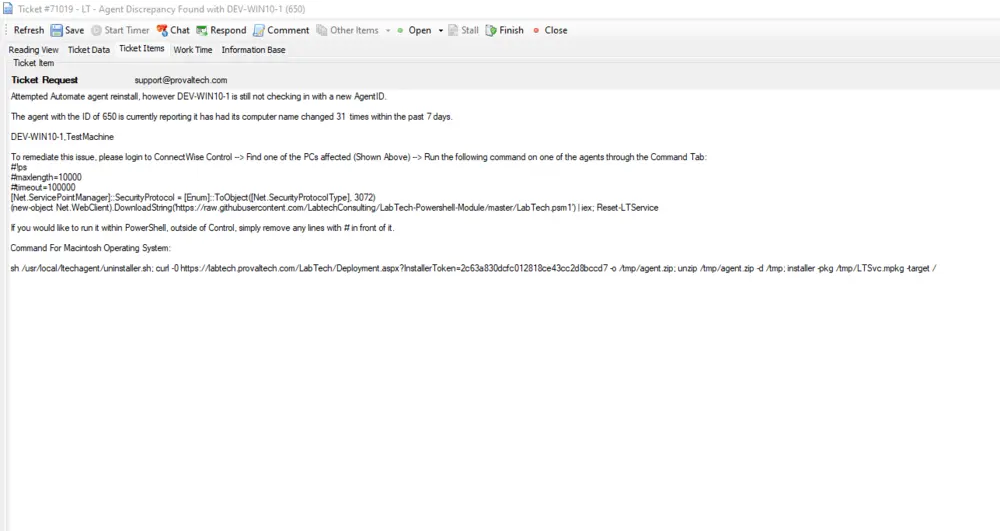 Ticket #71019 - LT - Agent Discrepancy Found with DEV-WIN10-1 (650)
Refresh Save Start Timer Chat Respond Comment Other Items Open Stall Finish Close
Reading View Ticket Data Ticket Items Work Time Information Base
Ticket Item
Ticket Request support@provaltech.com
Attempted Automate agent reinstall, however DEV-WIN10-1 is still not checking in with a new AgentID.
The agent with the ID of 650 is currently reporting it has had its computer name changed 31 times within the past 7 days.
DEV-WIN10-1,TestMachine
To remediate this issue, please login to ConnectWise Control --> Find one of the PCs affected (Shown Above) --> Run the following command on one of the agents through the Command Tab:
#!ps
#maxlength=10000
#timeout=100000
[Net.ServicePointManager]::SecurityProtocol = [Enum]::ToObject([Net.SecurityProtocolType], 3072)
(new-object Net.WebClient).DownloadString('https://raw.githubusercontent.com/LabtechConsulting/LabTech-Powershell-Module/master/LabTech.psm1') | iex; Reset-LTService
If you would like to run it within PowerShell, outside of Control, simply remove any lines with # in front of it.
Command For Macintosh Operating System:
sh /usr/local/ltechagent/uninstaller.sh; curl -0 https://labtech.provaltech.com/LabTech/Deployment.aspx?InstallerToken=2c63a830dcfc012818ce43cc2d8bccd7 -o /tmp/agent.zip; unzip /tmp/agent.zip -d /tmp; installer -pkg /tmp/LTSvc.mpkg -target /